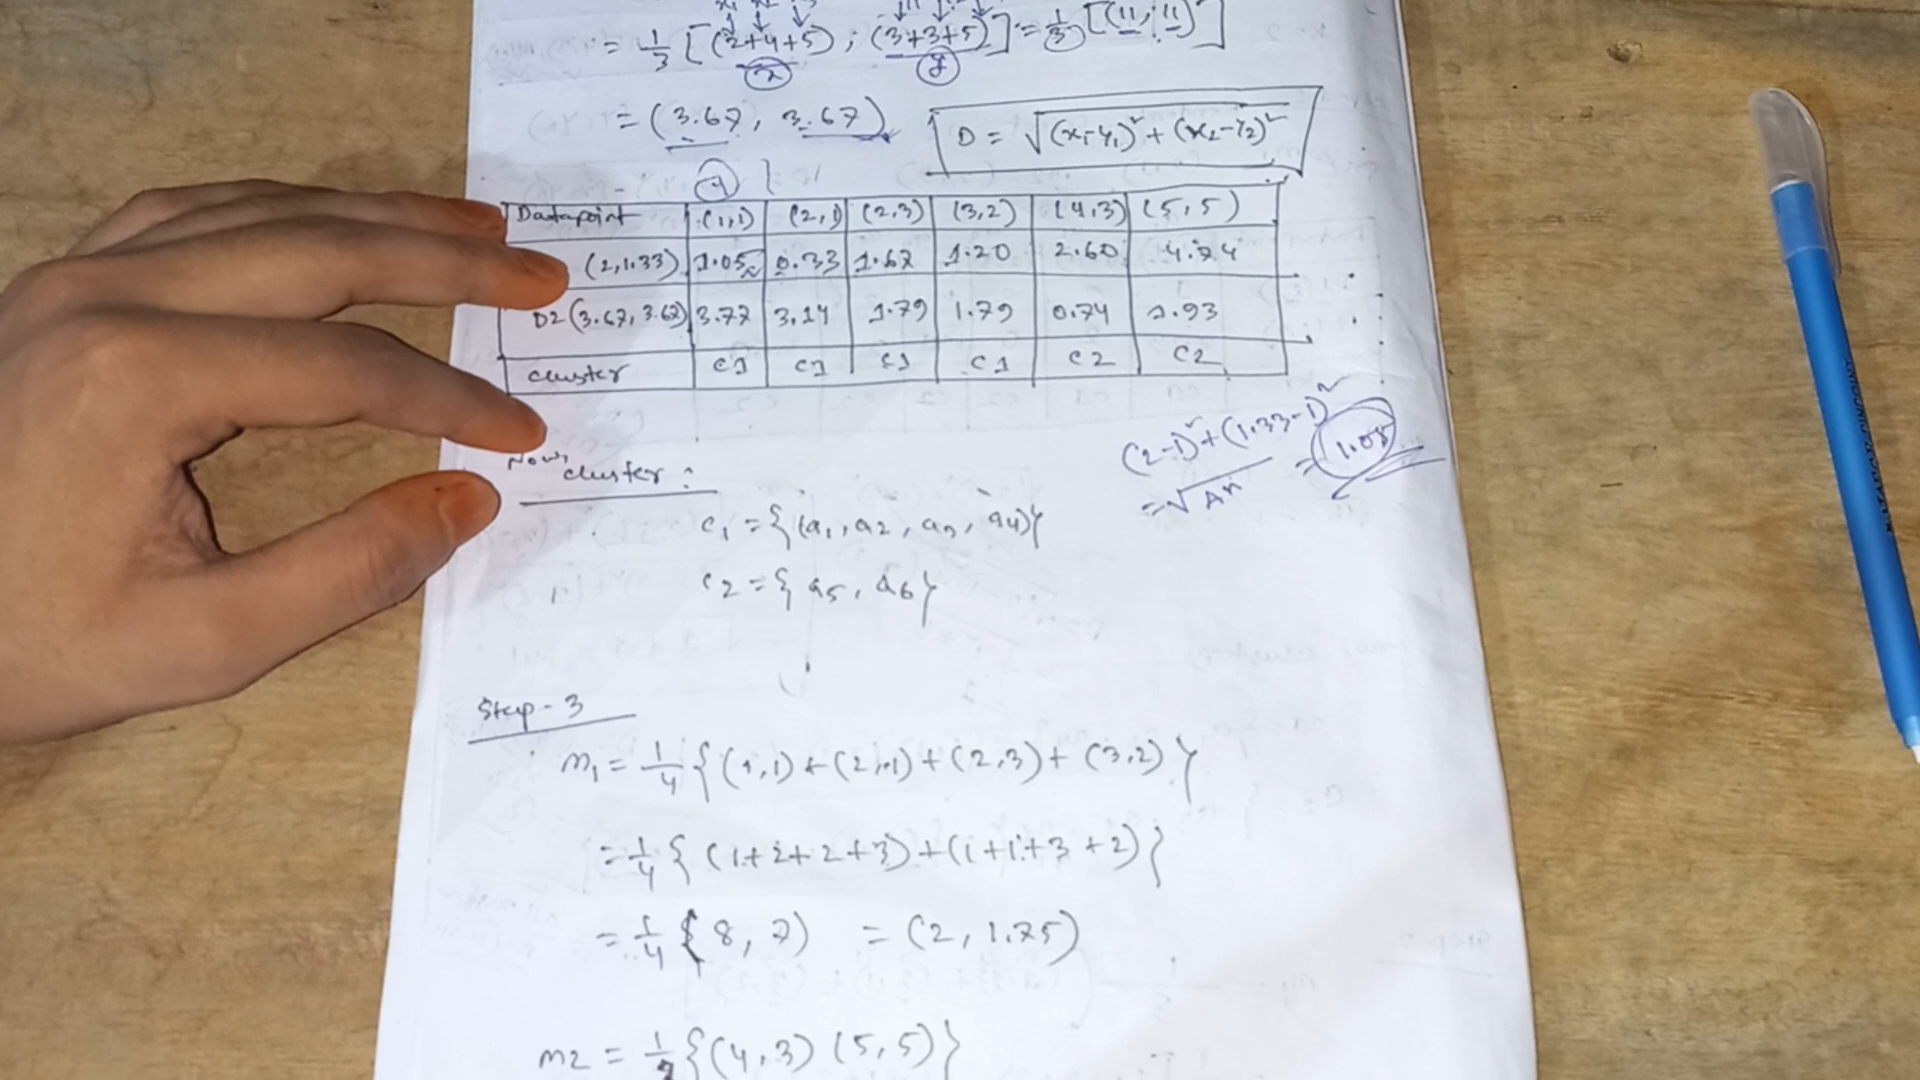 = 1/3 [(2+4+5) ; (3+3+5)] = 1/3 [(11, 11)]
x y
= (3.67, 3.67)
D = √(x₁-y₁)² + (x₂-y₂)²
Datapoint (1,1) (2,1) (2,3) (3,2) (4,3) (5,5)
(2,1.33) 1.05 0.33 1.67 1.20 2.60 4.74
D2 (3.67, 3.67) 3.77 3.14 1.79 1.79 0.74 1.93
cluster C1 C1 C1 C1 C2 C2
(2-1)² + (1.33-1)²
= √Aⁿ = 1.05
Now, cluster :
C₁ = {(a₁, a2, a3, a4)}
C2 = {a5, a6}
Step - 3
m₁ = 1/4 {(1,1) + (2,1) + (2,3) + (3,2)}
= 1/4 {(1+2+2+3) + (1+1+3+2)}
= 1/4 {8, 7) = (2, 1.75)
m2 = 1/2 {(4,3) (5,5)}